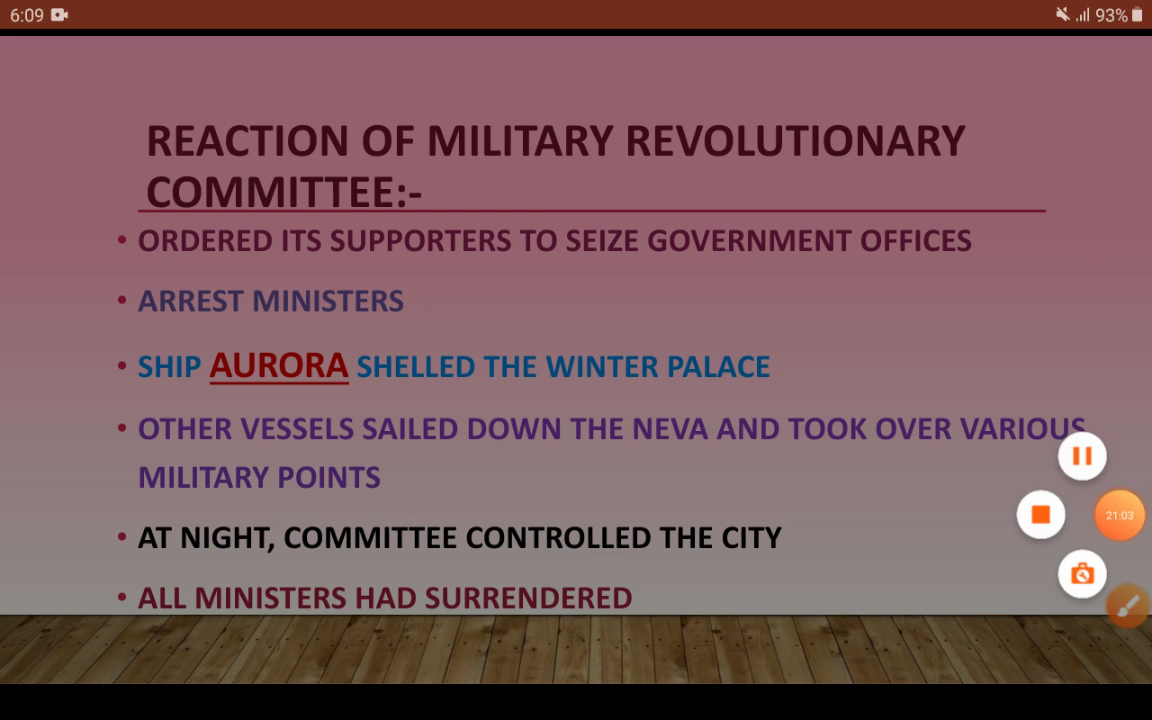 6:09
93%
REACTION OF MILITARY REVOLUTIONARY
COMMITTEE:-
• ORDERED ITS SUPPORTERS TO SEIZE GOVERNMENT OFFICES
• ARREST MINISTERS
• SHIP AURORA SHELLED THE WINTER PALACE
• OTHER VESSELS SAILED DOWN THE NEVA AND TOOK OVER VARIOUS
MILITARY POINTS
21:03
• AT NIGHT, COMMITTEE CONTROLLED THE CITY
• ALL MINISTERS HAD SURRENDERED